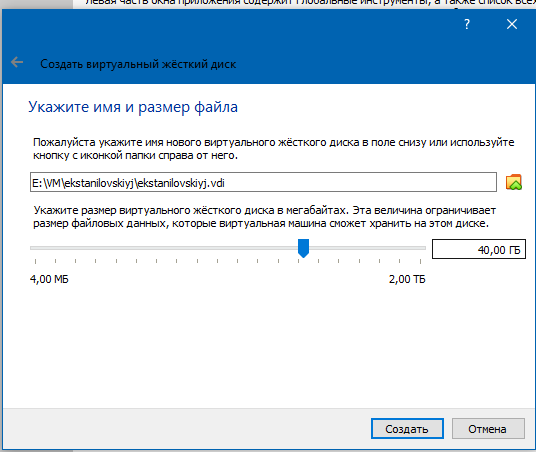 левая часть окна приложения содержит глобальные инструменты, а также список всех
?
Создать виртуальный жёсткий диск
Укажите имя и размер файла
Пожалуйста укажите имя нового виртуального жёсткого диска в поле снизу или используйте
кнопку с иконкой папки справа от него.
E:\VM\ekstanilovskiyj\ekstanilovskiyj.vdi
Укажите размер виртуального жёсткого диска в мегабайтах. Эта величина ограничивает
размер файловых данных, которые виртуальная машина сможет хранить на этом диске.
40,00 ГБ
4,00 МБ
2,00 ТБ
Создать
Отмена